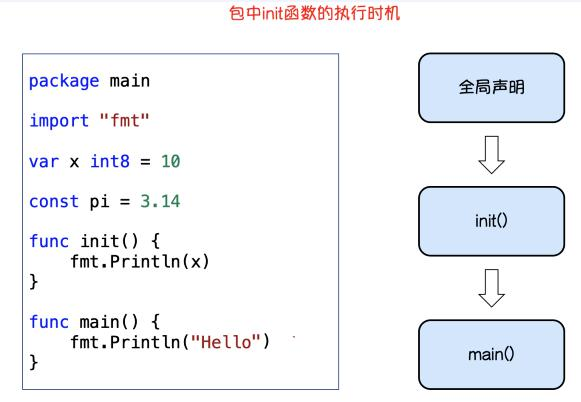 包中init函数的执行时机
package main
import "fmt"
var x int8 = 10
const pi = 3.14
func init() {
    fmt.Println(x)
}
func main() {
    fmt.Println("Hello")
}
全局声明
init()
main()